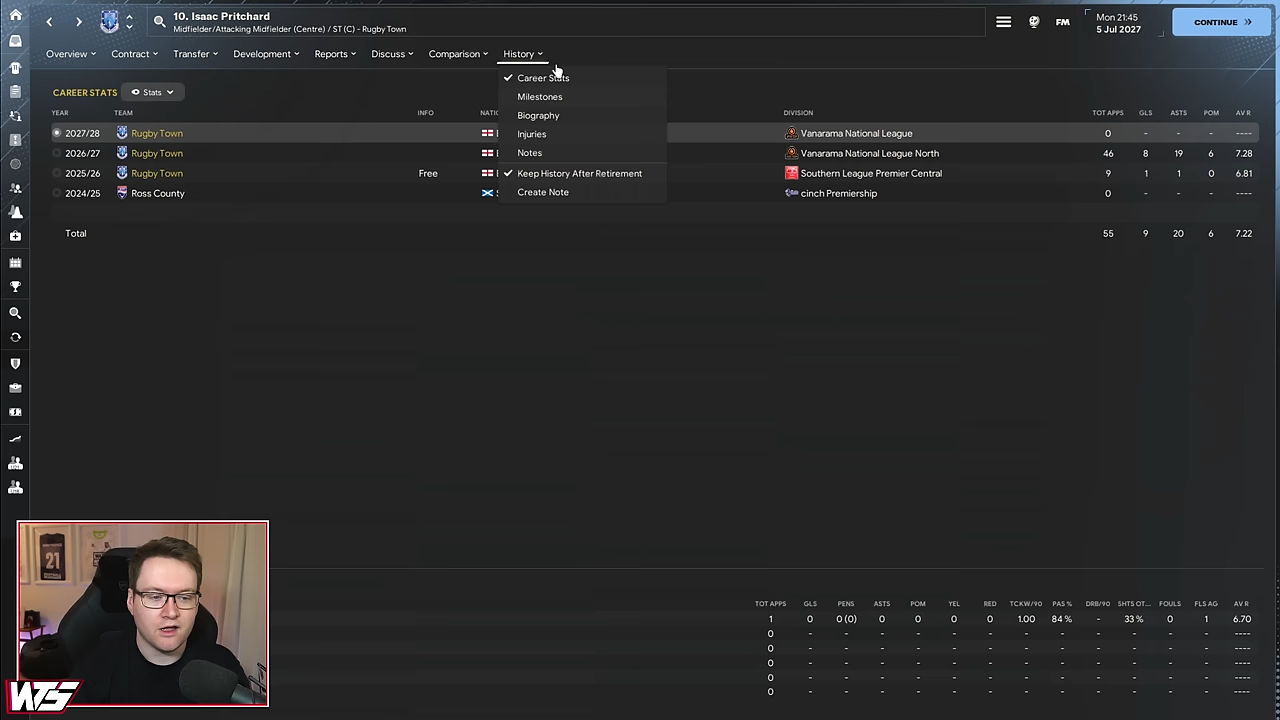 10. Isaac Pritchard
Midfielder/Attacking Midfielder (Centre) / ST (C) - Rugby Town
FM
Mon 21:45
5 Jul 2027
CONTINUE
Overview
Contract
Transfer
Development
Reports
Discuss
Comparison
History
Career Stats
Milestones
Biography
Injuries
Notes
Keep History After Retirement
Create Note
CAREER STATS
Stats
YEAR TEAM INFO DIVISION TOT APPS GLS ASTS POM AV R
2027/28 Rugby Town Vanarama National League 0 - - - ----
2026/27 Rugby Town Vanarama National League North 46 8 19 6 7.28
2025/26 Rugby Town Free Southern League Premier Central 9 1 1 0 6.81
2024/25 Ross County cinch Premiership 0 - - - ----
Total 55 9 20 6 7.22
TOT APPS GLS PENS ASTS POM YEL RED TCKW/90 PAS % DRB/90 SHTS OT... FOULS FLS AG AV R
1 0 0 (0) 0 0 0 0 1.00 84 % - 33 % 0 1 6.70
0 - - - - - - - - - - - - ----
0 - - - - - - - - - - - - ----
0 - - - - - - - - - - - - ----
0 - - - - - - - - - - - - ----
0 - - - - - - - - - - - - ----
21
WTS